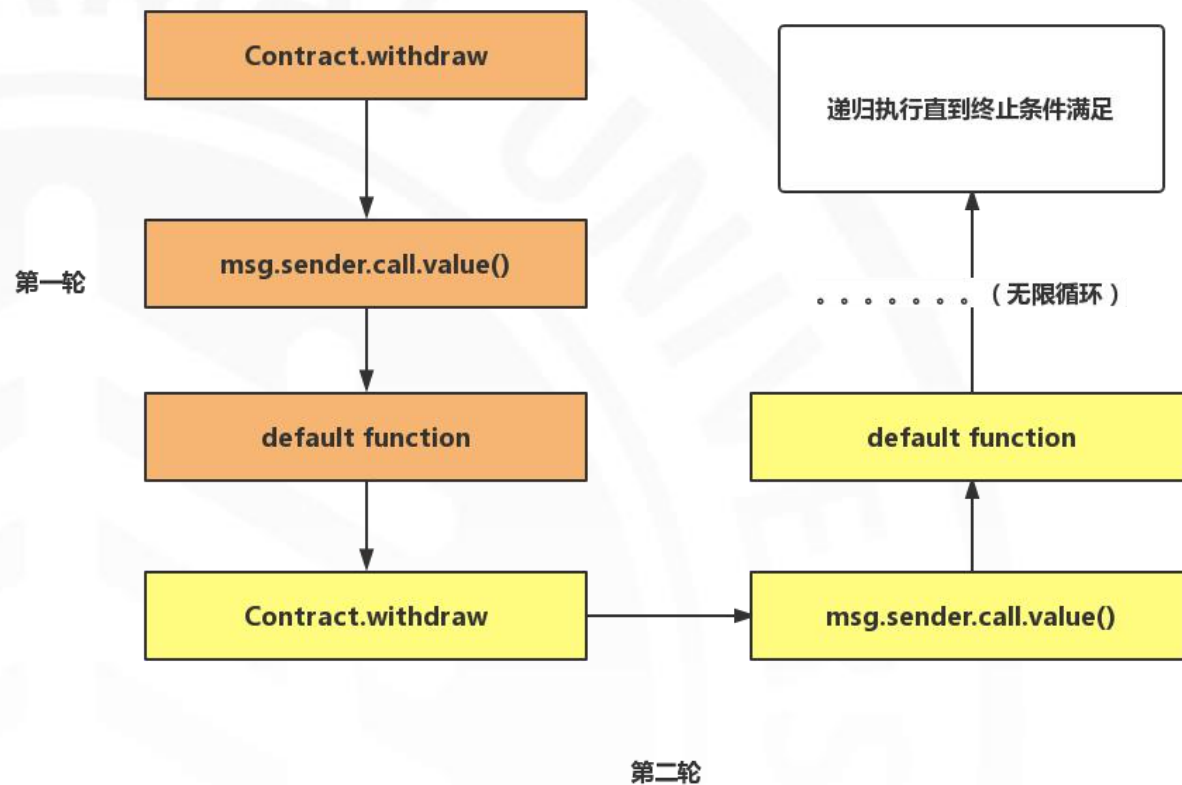 Contract.withdraw
第一轮
msg.sender.call.value()
default function
Contract.withdraw
msg.sender.call.value()
第二轮
default function
。。。。。。。（无限循环）
递归执行直到终止条件满足